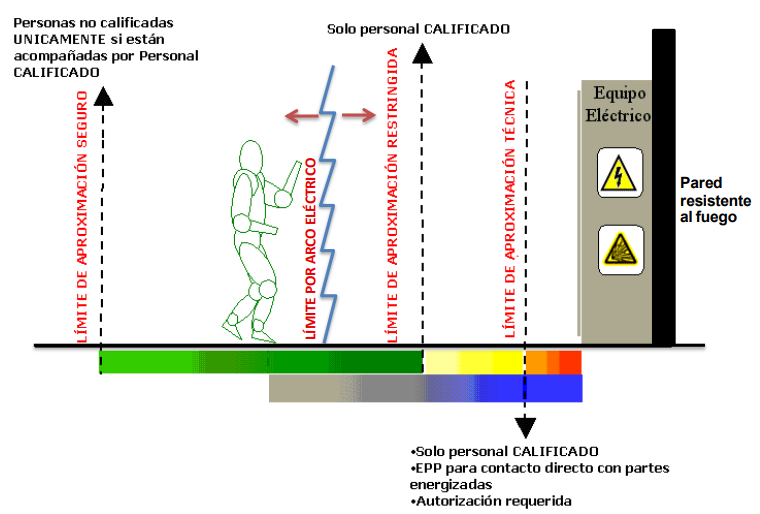 Personas no calificadas
UNICAMENTE si están
acompañadas por Personal
CALIFICADO
Solo personal CALIFICADO
LÍMITE DE APROXIMACIÓN SEGURO
LÍMITE POR ARCO ELÉCTRICO
LÍMITE DE APROXIMACIÓN RESTRINGIDA
LÍMITE DE APROXIMACIÓN TÉCNICA
Equipo
Eléctrico
Pared
resistente
al fuego
•Solo personal CALIFICADO
•EPP para contacto directo con partes
energizadas
•Autorización requerida